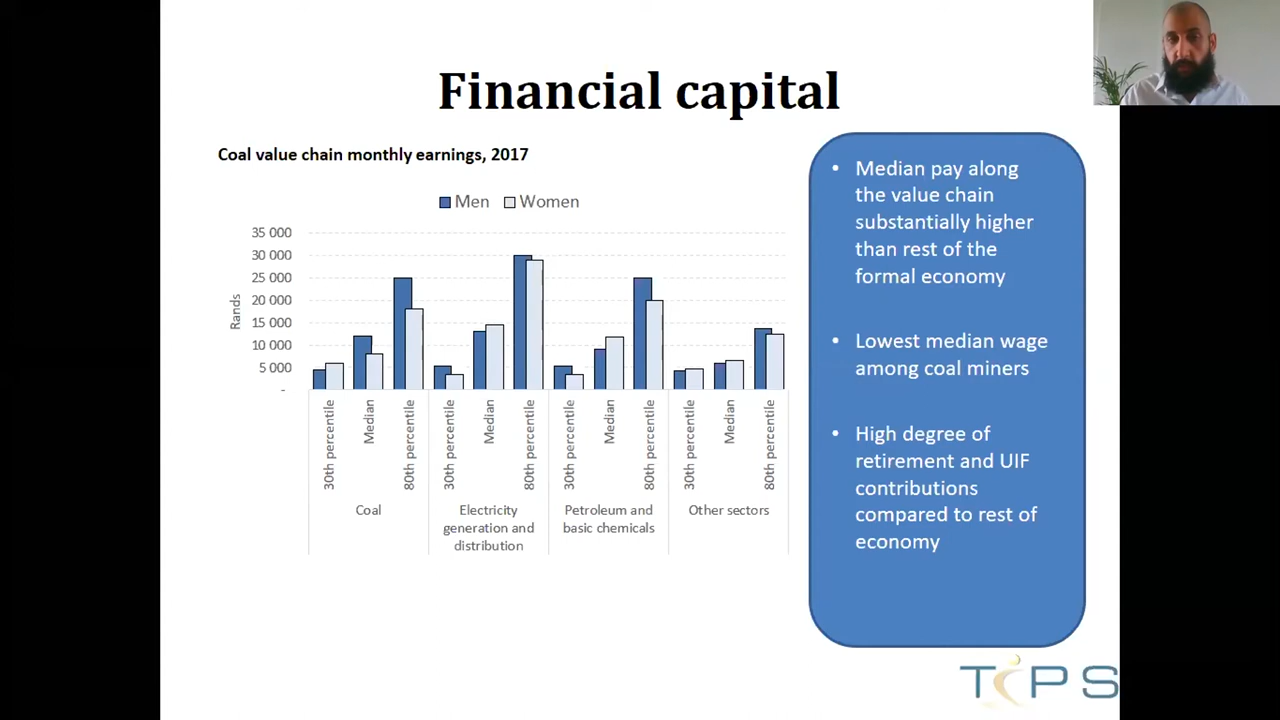 Financial capital
Coal value chain monthly earnings, 2017
Men Women
35 000
30 000
25 000
20 000
15 000
10 000
5 000
-
Rands
30th percentile
Median
80th percentile
30th percentile
Median
80th percentile
30th percentile
Median
80th percentile
30th percentile
Median
80th percentile
Coal
Electricity
generation and
distribution
Petroleum and
basic chemicals
Other sectors
• Median pay along
the value chain
substantially higher
than rest of the
formal economy
• Lowest median wage
among coal miners
• High degree of
retirement and UIF
contributions
compared to rest of
economy
TIPS